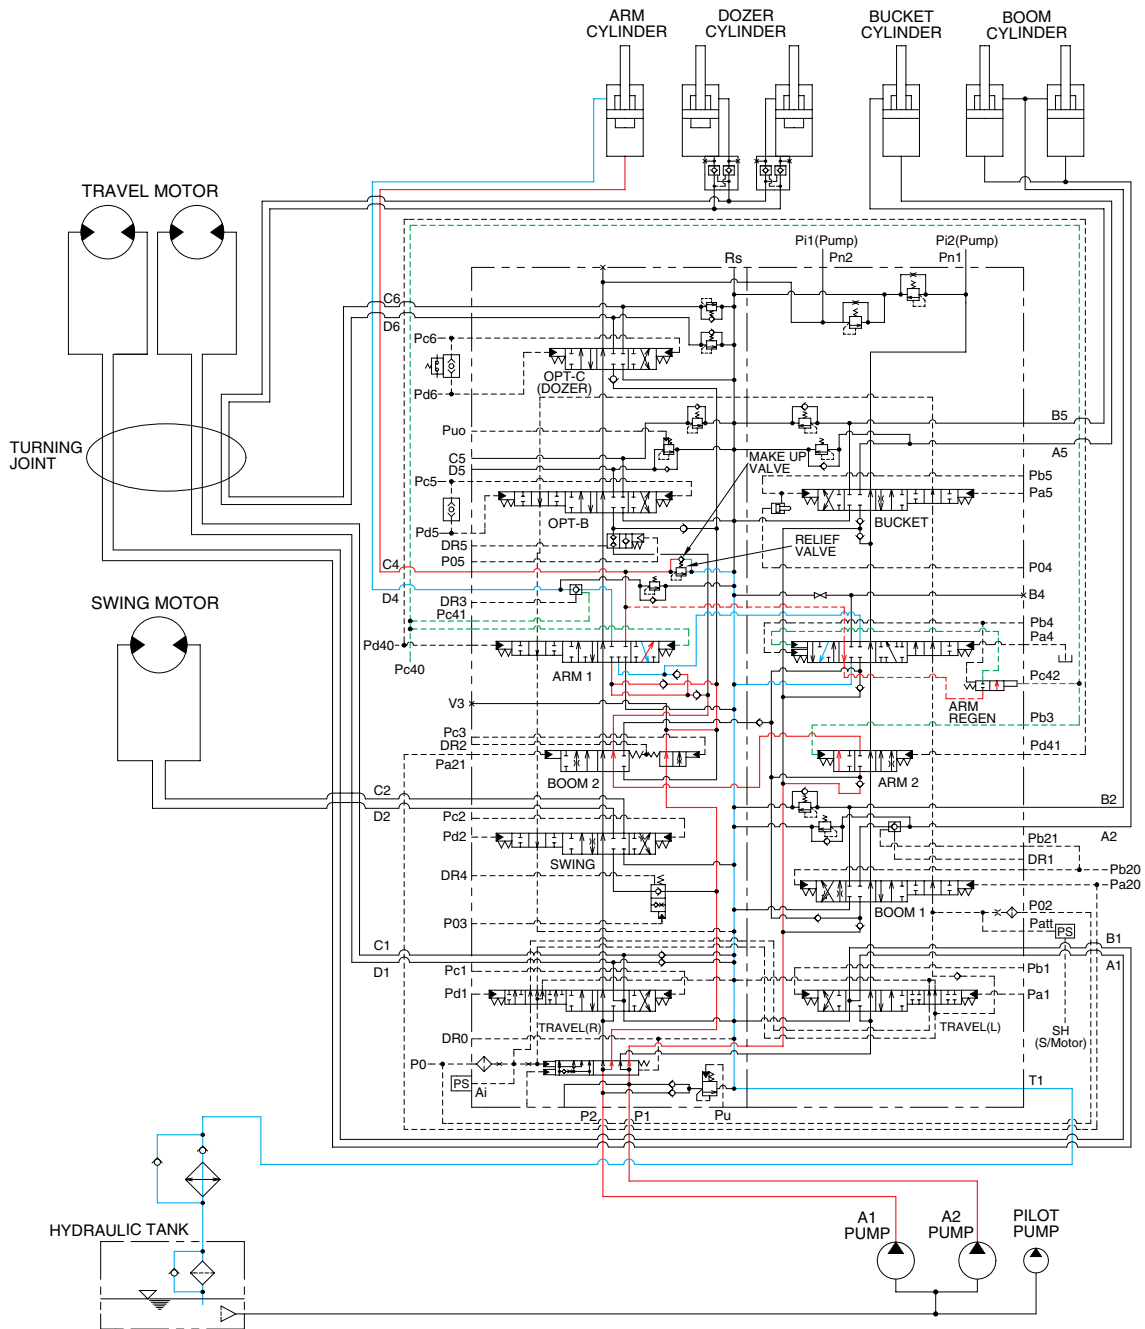 ARM
CYLINDER
DOZER
CYLINDER
BUCKET
CYLINDER
BOOM
CYLINDER
TRAVEL MOTOR
Pi1(Pump)
Pn2
Pi2(Pump)
Pn1
Rs
C6
D6
Pc6
Pd6
OPT-C
(DOZER)
TURNING
JOINT
Puo
C5
D5
Pc5
Pd5
OPT-B
MAKE UP
VALVE
RELIEF
VALVE
B5
A5
Pb5
Pa5
BUCKET
DR5
P05
P04
C4
D4
DR3
Pc41
Pd40
Pc40
ARM 1
B4
Pb4
Pa4
Pc42
ARM
REGEN
SWING MOTOR
V3
Pc3
DR2
Pa21
BOOM 2
Pb3
Pd41
ARM 2
C2
D2
Pc2
Pd2
SWING
B2
A2
Pb21
DR1
Pb20
Pa20
BOOM 1
DR4
P03
P02
Patt
PS
C1
D1
Pc1
Pd1
TRAVEL(R)
B1
A1
Pb1
Pa1
TRAVEL(L)
SH
(S/Motor)
DR0
P0
PS
Ai
P2
P1
Pu
T1
HYDRAULIC TANK
A1
PUMP
A2
PUMP
PILOT
PUMP